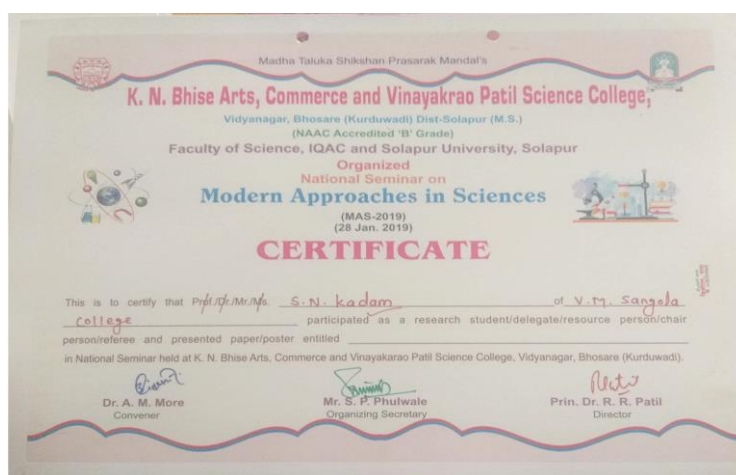 Madha Taluka Shikshan Prasarak Mandal's
K. N. Bhise Arts, Commerce and Vinayakrao Patil Science College,
Vidyanagar, Bhosare (Kurduwadi) Dist-Solapur (M.S.)
(NAAC Accredited 'B' Grade)
Faculty of Science, IQAC and Solapur University, Solapur
Organized
National Seminar on
Modern Approaches in Sciences
(MAS-2019)
(28 Jan. 2019)
CERTIFICATE
This is to certify that Prof./Dr./Mr./Ms. S.N. kadam of V.M. Sangola
College participated as a research student/delegate/resource person/chair
person/referee and presented paper/poster entitled
in National Seminar held at K. N. Bhise Arts, Commerce and Vinayakarao Patil Science College, Vidyanagar, Bhosare (Kurduwadi).
Dr. A. M. More Mr. S. P. Phulwale Prin. Dr. R. R. Patil
Convener Organizing Secretary Director